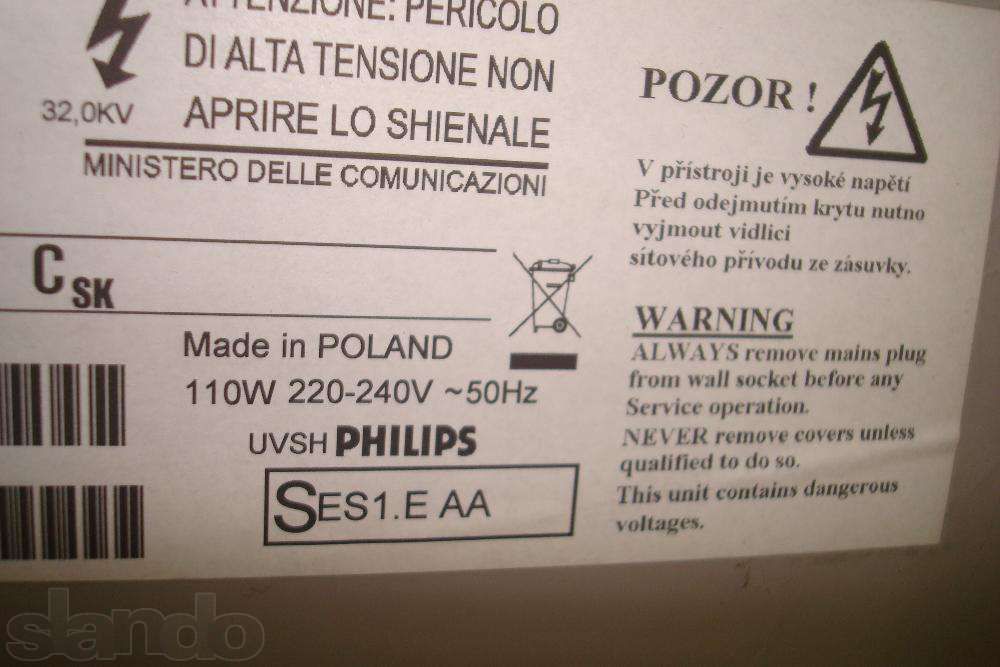 ATTENZIONE: PERICOLO
DI ALTA TENSIONE NON
APRIRE LO SHIENALE
32,0KV
MINISTERO DELLE COMUNICAZIONI
C SK
Made in POLAND
110W 220-240V ~50Hz
UVSH PHILIPS
SES1.E AA
POZOR !
V přístroji je vysoké napětí
Před odejmutím krytu nutno
vyjmout vidlici
síťového přívodu ze zásuvky.
WARNING
ALWAYS remove mains plug
from wall socket before any
Service operation.
NEVER remove covers unless
qualified to do so.
This unit contains dangerous
voltages.
slando